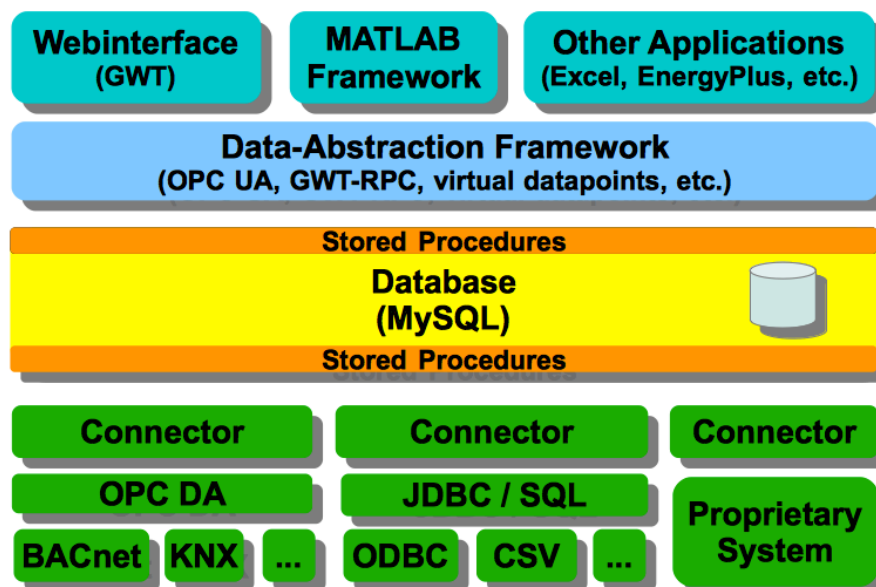 Webinterface
(GWT)
MATLAB
Framework
Other Applications
(Excel, EnergyPlus, etc.)
Data-Abstraction Framework
(OPC UA, GWT-RPC, virtual datapoints, etc.)
Stored Procedures
Database
(MySQL)
Stored Procedures
Connector
Connector
Connector
OPC DA
JDBC / SQL
Proprietary
System
BACnet
KNX
...
ODBC
CSV
...